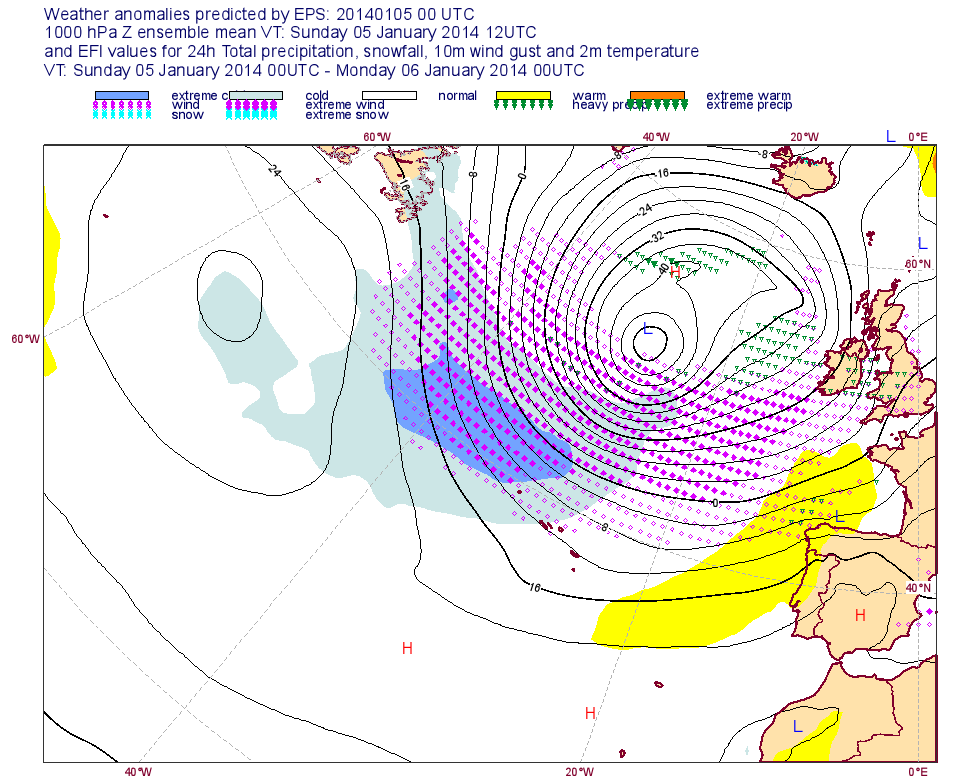 Weather anomalies predicted by EPS: 20140105 00 UTC
1000 hPa Z ensemble mean VT: Sunday 05 January 2014 12UTC
and EFI values for 24h Total precipitation, snowfall, 10m wind gust and 2m temperature
VT: Sunday 05 January 2014 00UTC - Monday 06 January 2014 00UTC
extreme cold cold normal warm extreme warm
wind extreme wind heavy precip extreme precip
snow extreme snow
60°W 40°W 20°W 0°E
L
-8
-24 16 8 0 -16
-24
-32 L
60°N
-40 H
L
60°W
0
L
-8
16 40°N
H
H
H
L
40°W 20°W 0°E